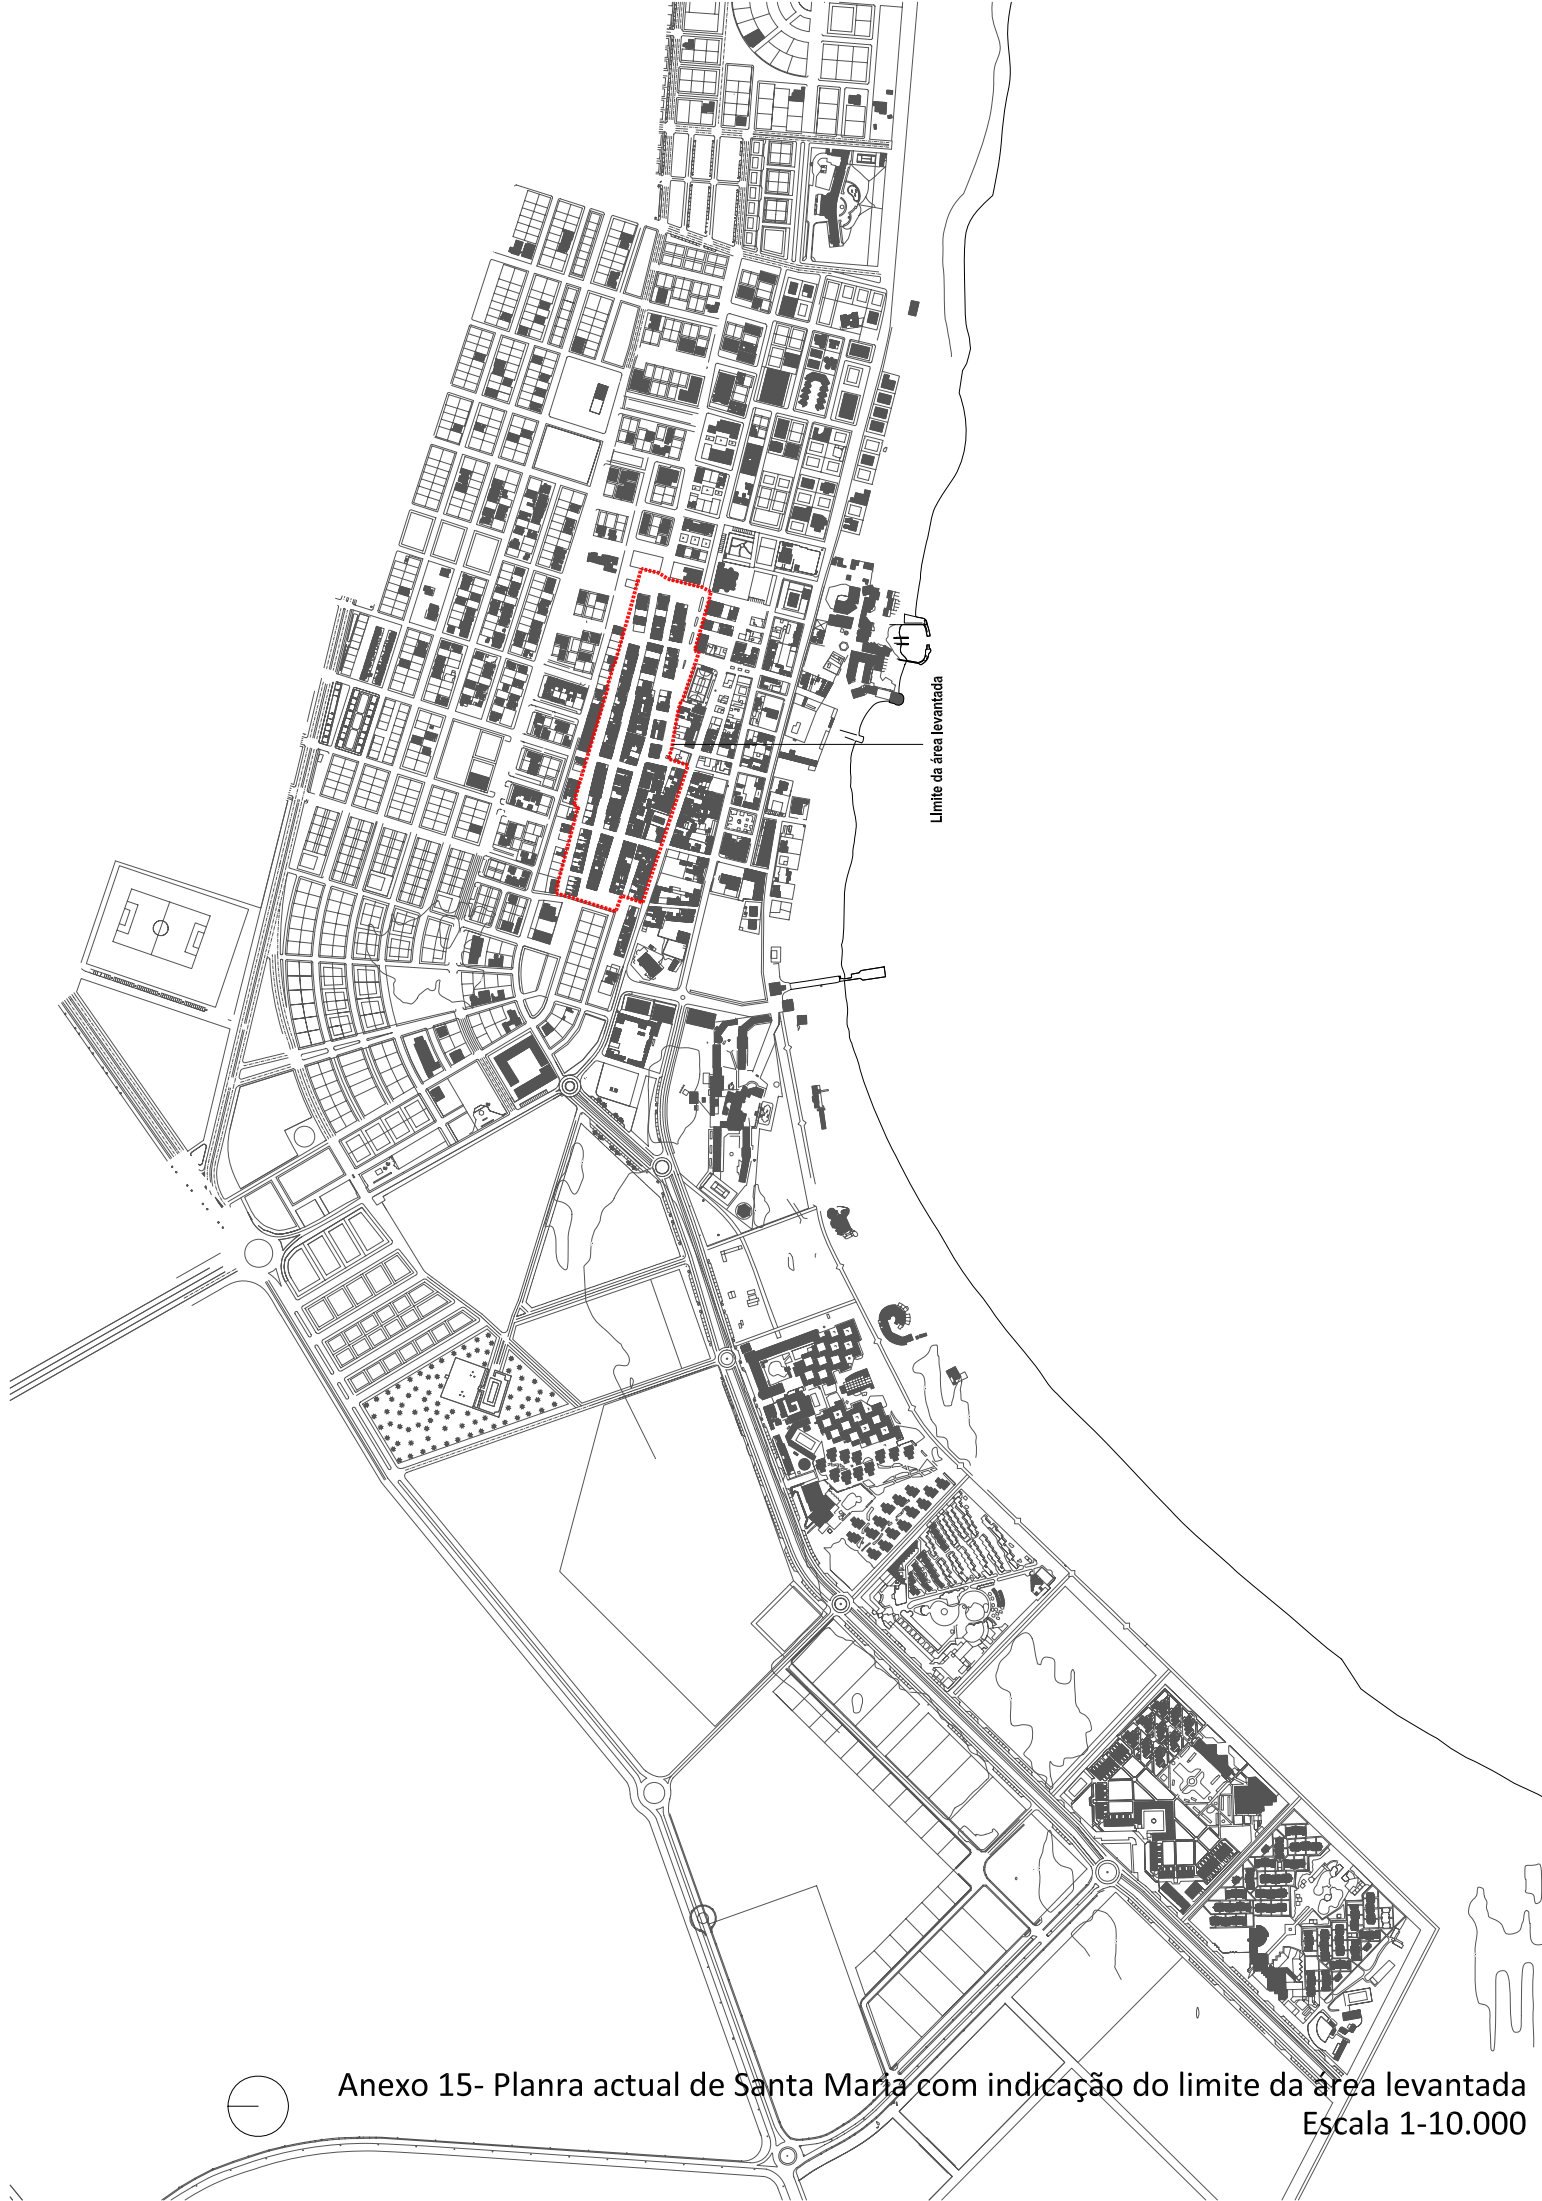 Limite da área levantada
Anexo 15- Planra actual de Santa Maria com indicação do limite da área levantada
Escala 1-10.000